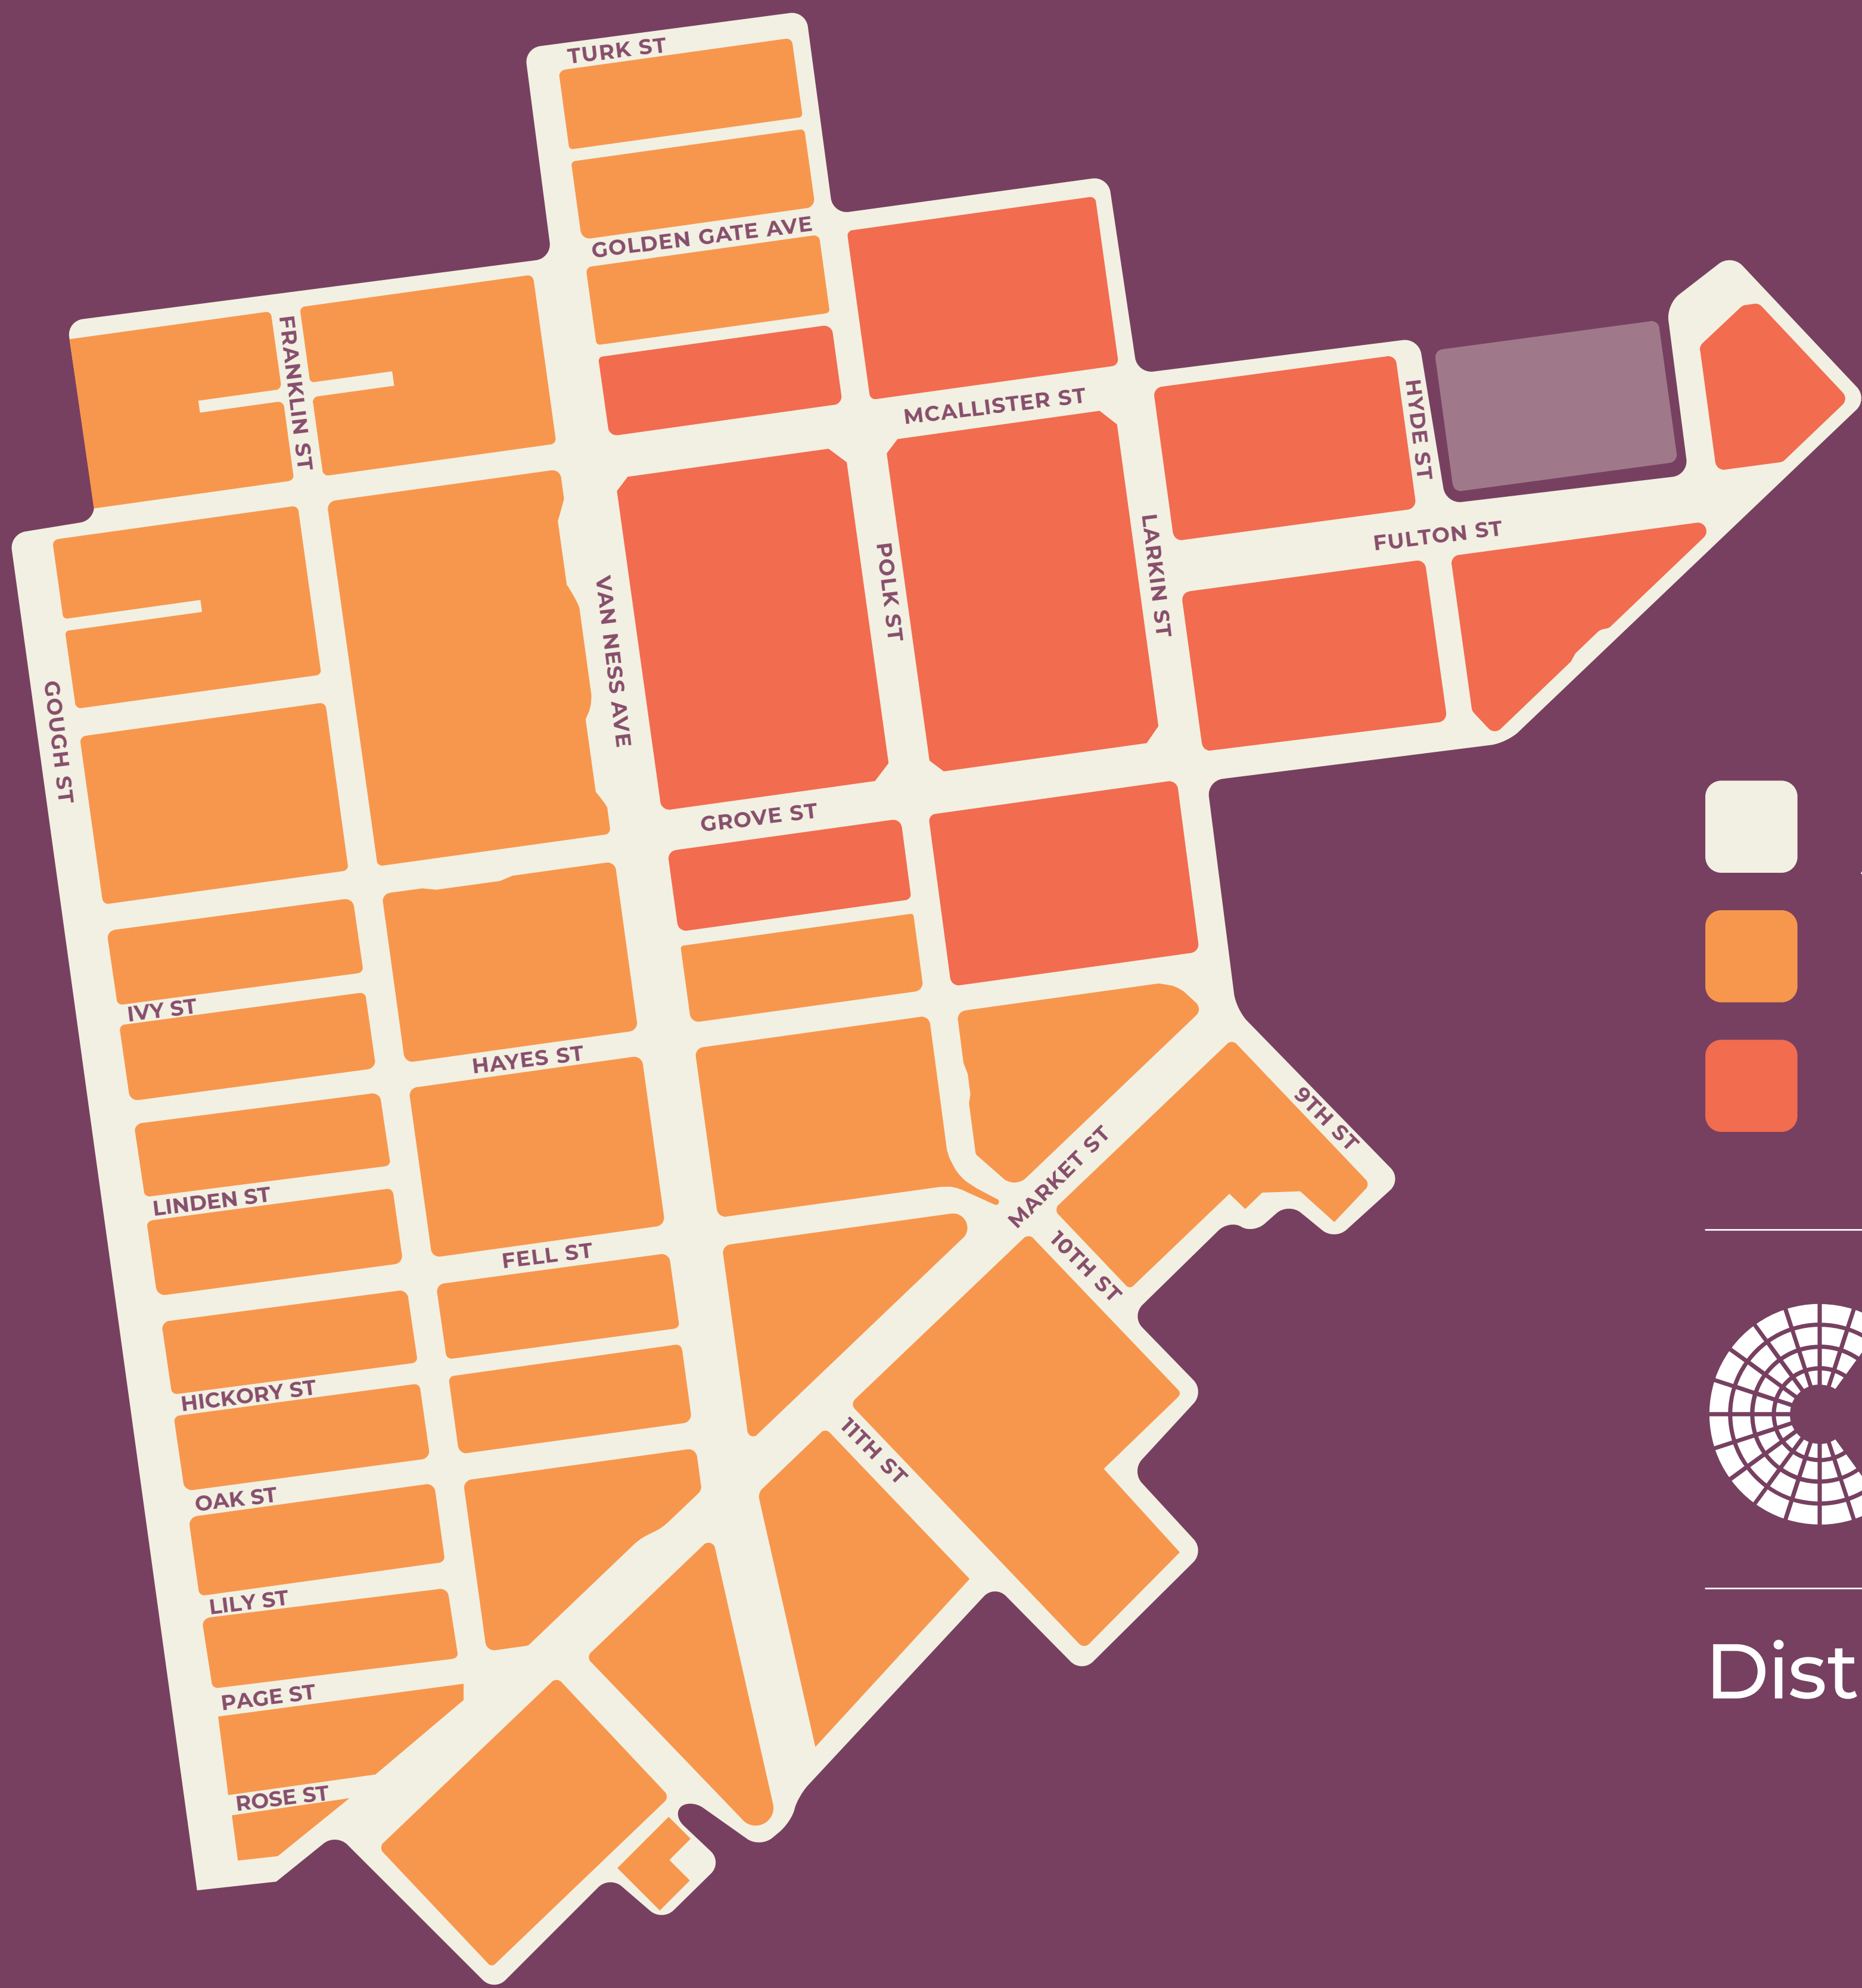 TURK ST
GOLDEN GATE AVE
FRANKLIN ST
MCALLISTER ST
HYDE ST
FULTON ST
LARKIN ST
POLK ST
VAN NESS AVE
GOUGH ST
GROVE ST
IVY ST
HAYES ST
9TH ST
MARKET ST
LINDEN ST
FELL ST
10TH ST
HICKORY ST
11TH ST
OAK ST
LILY ST
Dist
PAGE ST
ROSE ST